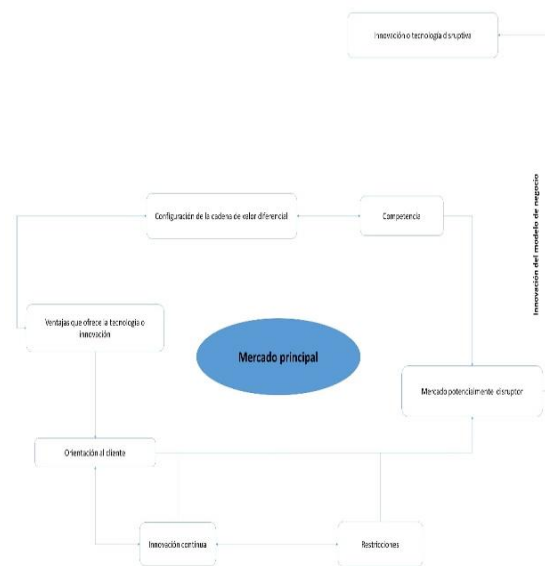 Innovación o tecnología disruptiva
Configuración de la cadena de valor diferencial
Competencia
Innovación del modelo de negocio
Ventajas que ofrece la tecnología o
innovación
Mercado principal
Mercado potencialmente disruptor
Orientación al cliente
Innovación continua
Restricciones